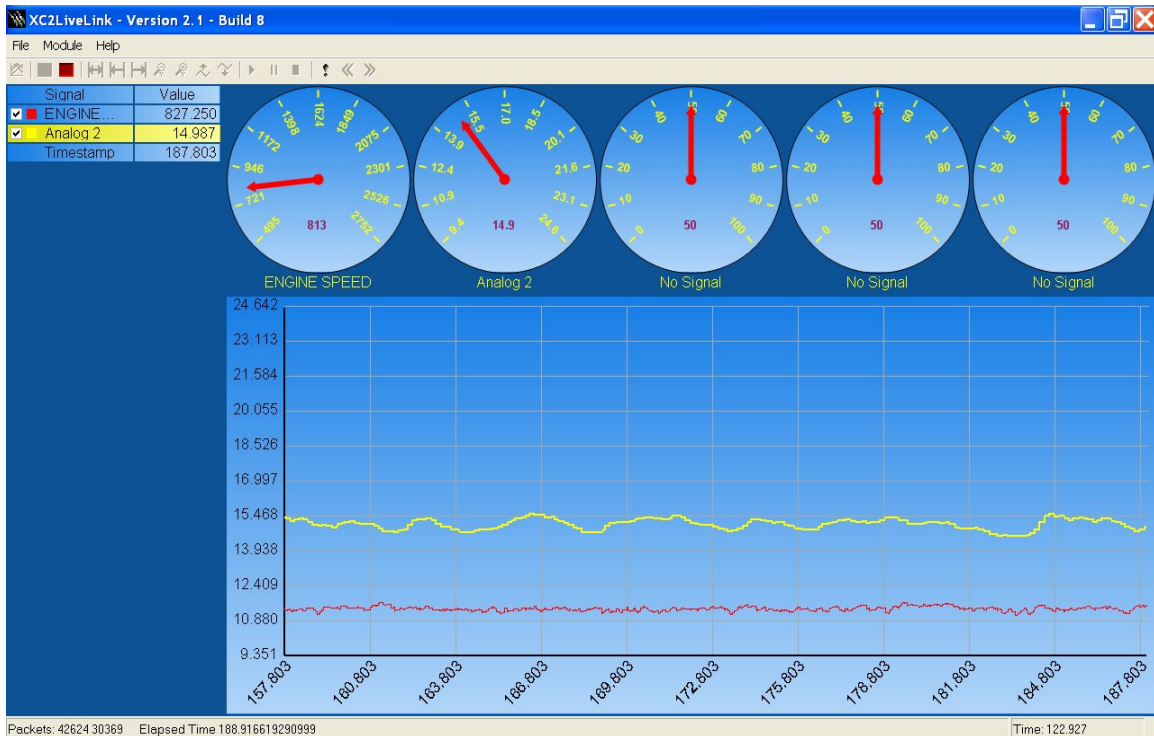 XC2LiveLink - Version 2.1 - Build 8
File Module Help
Signal Value
ENGINE... 827.250
Analog 2 14.987
Timestamp 187.803
495 721 946 1172 1398 1624 1849 2075 2301 2526 2752
813
ENGINE SPEED
9.4 10.9 12.4 13.9 15.5 17.0 18.5 20.1 21.6 23.1 24.6
14.9
Analog 2
0 10 20 30 40 50 60 70 80 90 100
50
No Signal
0 10 20 30 40 50 60 70 80 90 100
50
No Signal
0 10 20 30 40 50 60 70 80 90 100
50
No Signal
24.642
23.113
21.584
20.055
18.526
16.997
15.468
13.938
12.409
10.880
9.351
157.803 160.803 163.803 166.803 169.803 172.803 175.803 178.803 181.803 184.803 187.803
Packets: 42624 30369 Elapsed Time 188.916619290999 Time: 122.927